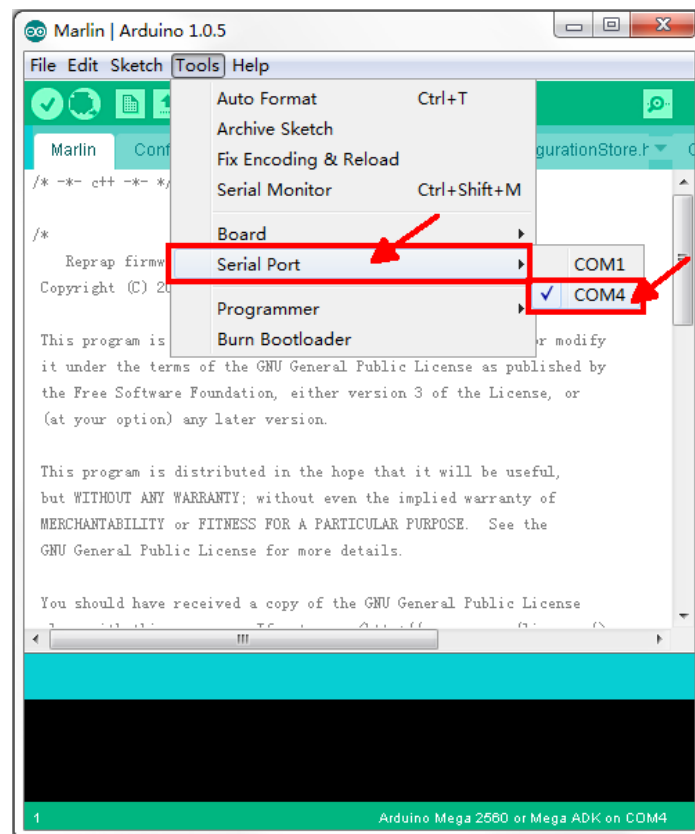 Marlin | Arduino 1.0.5
File Edit Sketch Tools Help
Auto Format Ctrl+T
Archive Sketch
Fix Encoding & Reload
Serial Monitor Ctrl+Shift+M
Board
Serial Port
COM1
COM4
Programmer
Burn Bootloader
Marlin Conf gurationStore.h
/* -*- c++ -*- */
/*
Reprap firmw
Copyright (C) 20
This program is or modify
it under the terms of the GNU General Public License as published by
the Free Software Foundation, either version 3 of the License, or
(at your option) any later version.
This program is distributed in the hope that it will be useful,
but WITHOUT ANY WARRANTY; without even the implied warranty of
MERCHANTABILITY or FITNESS FOR A PARTICULAR PURPOSE. See the
GNU General Public License for more details.
You should have received a copy of the GNU General Public License
1 Arduino Mega 2560 or Mega ADK on COM4